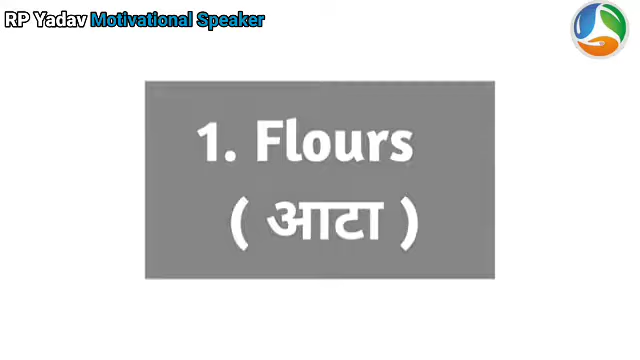 RP Yadav Motivational Speaker
1. Flours
( आटा )